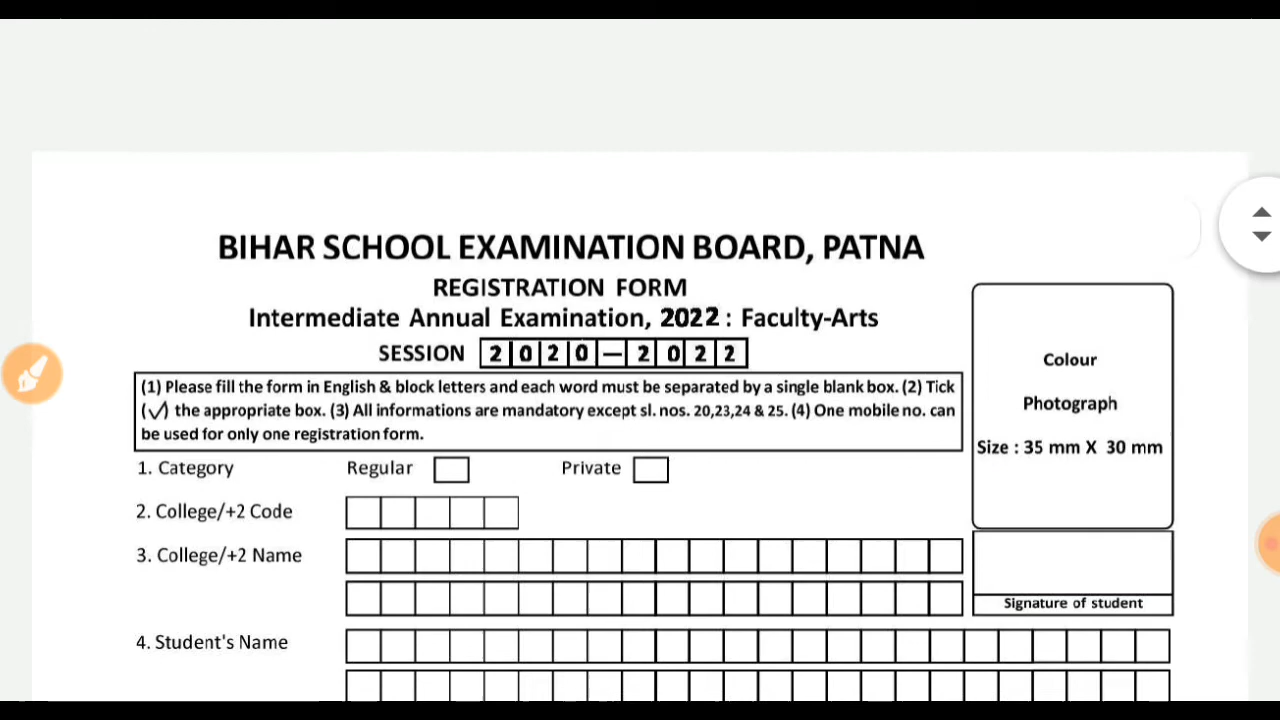 BIHAR SCHOOL EXAMINATION BOARD, PATNA
REGISTRATION FORM
Intermediate Annual Examination, 2022 : Faculty-Arts
SESSION 2020-2022
(1) Please fill the form in English & block letters and each word must be separated by a single blank box. (2) Tick
(✓) the appropriate box. (3) All informations are mandatory except sl. nos. 20,23,24 & 25. (4) One mobile no. can
be used for only one registration form.
Colour
Photograph
Size : 35 mm X 30 mm
1. Category Regular Private
2. College/+2 Code
3. College/+2 Name
Signature of student
4. Student's Name